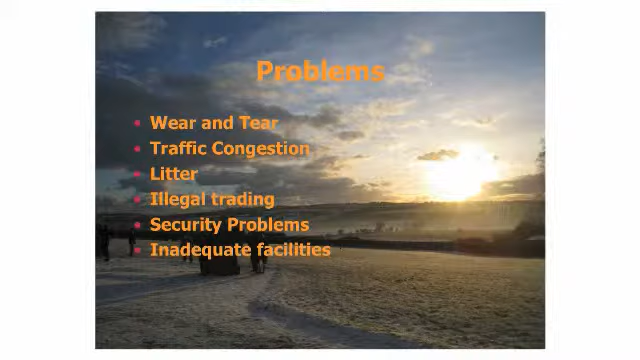 Problems
Wear and Tear
Traffic Congestion
Litter
Illegal trading
Security Problems
Inadequate facilities